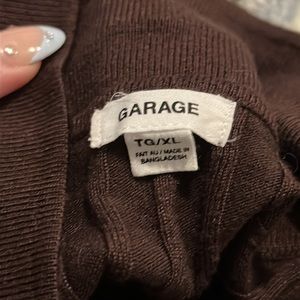 GARAGE
TG/XL
FAIT AU / MADE IN
BANGLADESH